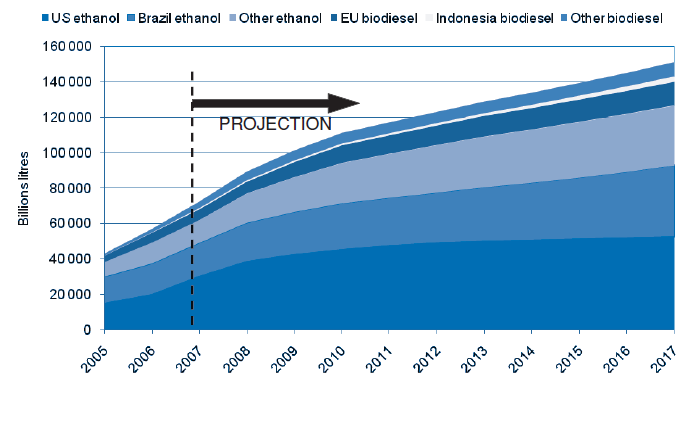 US ethanol Brazil ethanol Other ethanol EU biodiesel Indonesia biodiesel Other biodiesel
160 000
140 000
120 000
100 000
80 000
60 000
40 000
20 000
0
Billions litres
PROJECTION
2005 2006 2007 2008 2009 2010 2011 2012 2013 2014 2015 2016 2017